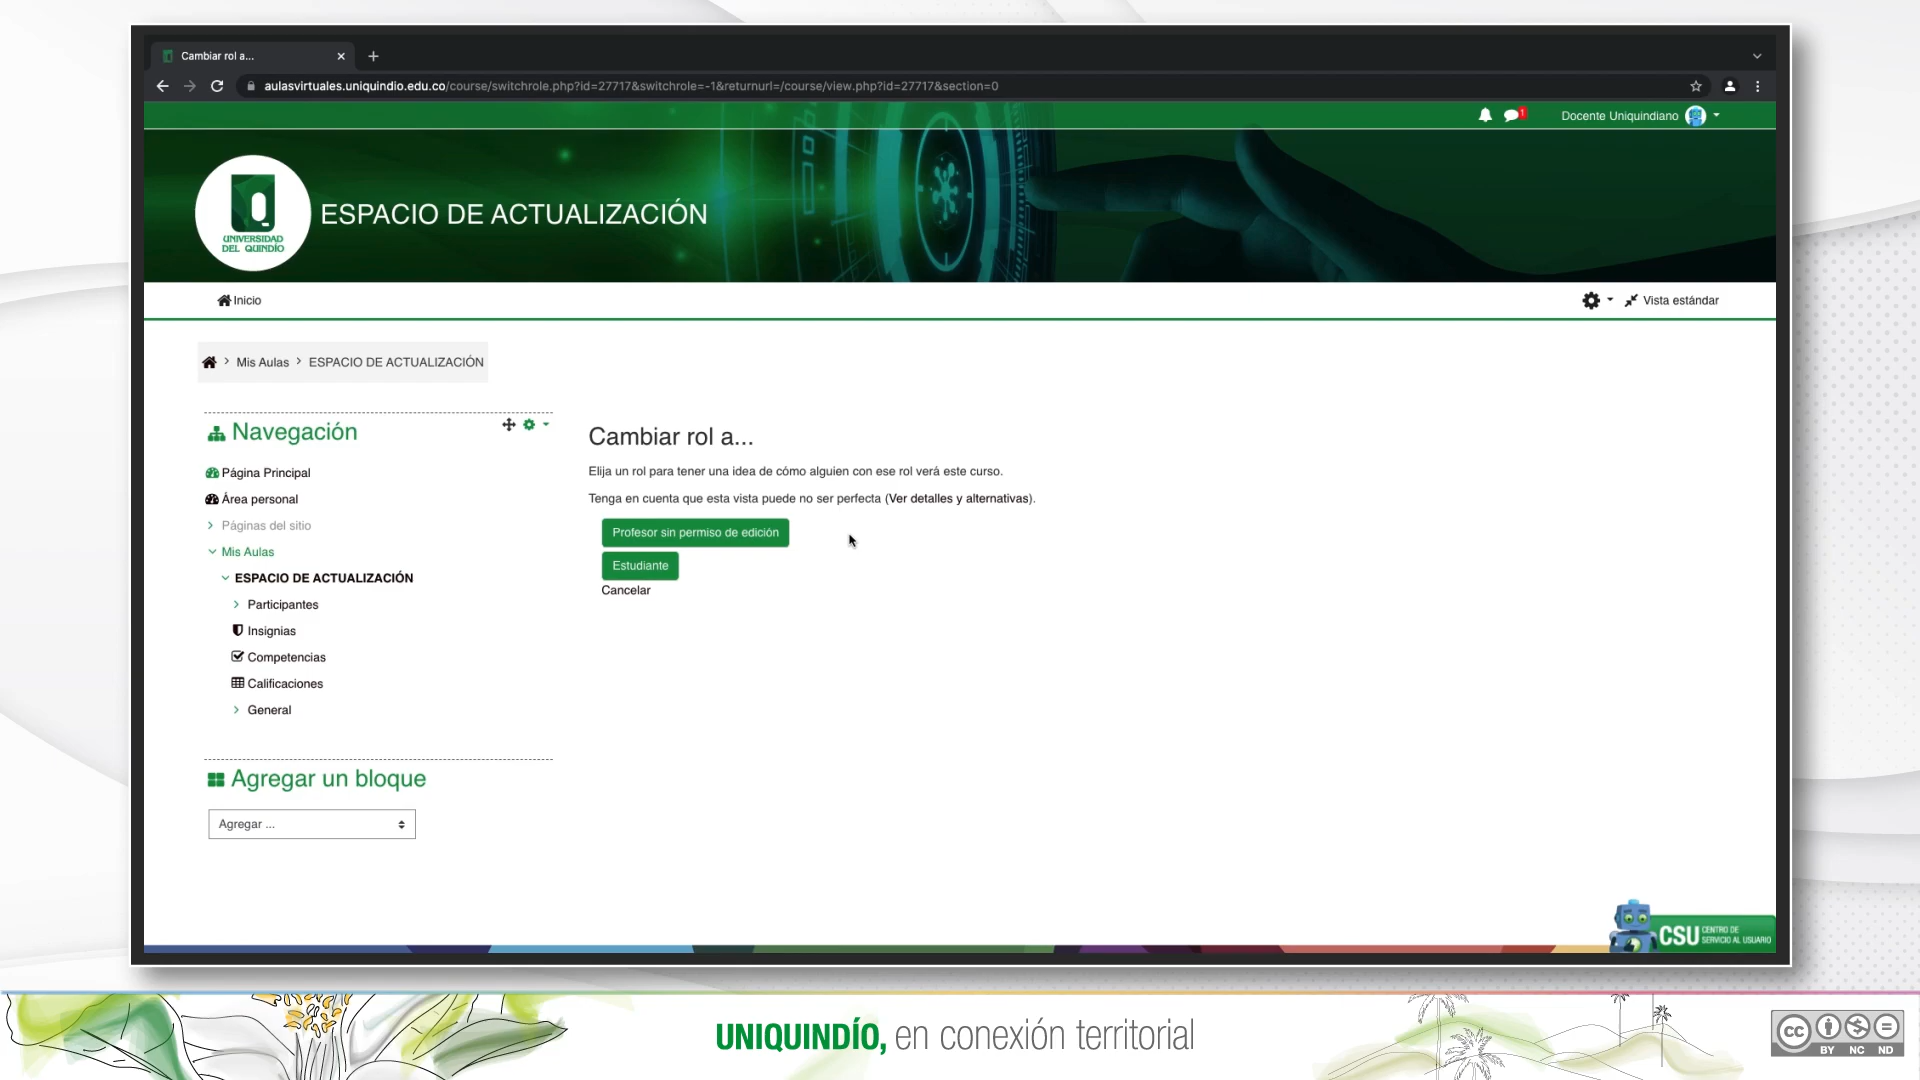 Cambiar rol a...
aulasvirtuales.uniquindio.edu.co/course/switchrole.php?id=27717&switchrole=-1&returnurl=/course/view.php?id=27717&section=0
1
Docente Uniquindiano
UNIVERSIDAD
DEL QUINDÍO
ESPACIO DE ACTUALIZACIÓN
Inicio
Vista estándar
Mis Aulas
ESPACIO DE ACTUALIZACIÓN
Navegación
Página Principal
Área personal
Páginas del sitio
Mis Aulas
ESPACIO DE ACTUALIZACIÓN
Participantes
Insignias
Competencias
Calificaciones
General
Agregar un bloque
Agregar ...
Cambiar rol a...
Elija un rol para tener una idea de cómo alguien con ese rol verá este curso.
Tenga en cuenta que esta vista puede no ser perfecta (Ver detalles y alternativas).
Profesor sin permiso de edición
Estudiante
Cancelar
CSU CENTRO DE
SERVICIO AL USUARIO
UNIQUINDÍO, en conexión territorial
cc
BY NC ND